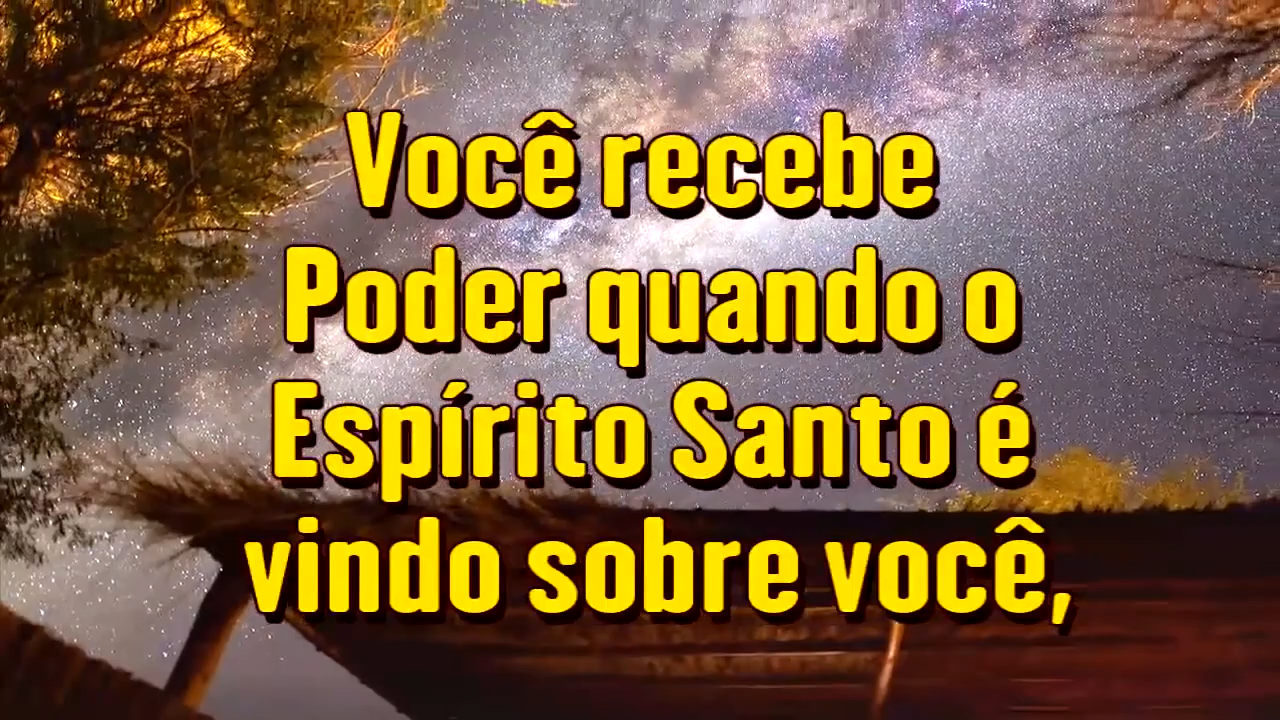 Você recebe
Poder quando o
Espírito Santo é
vindo sobre você,